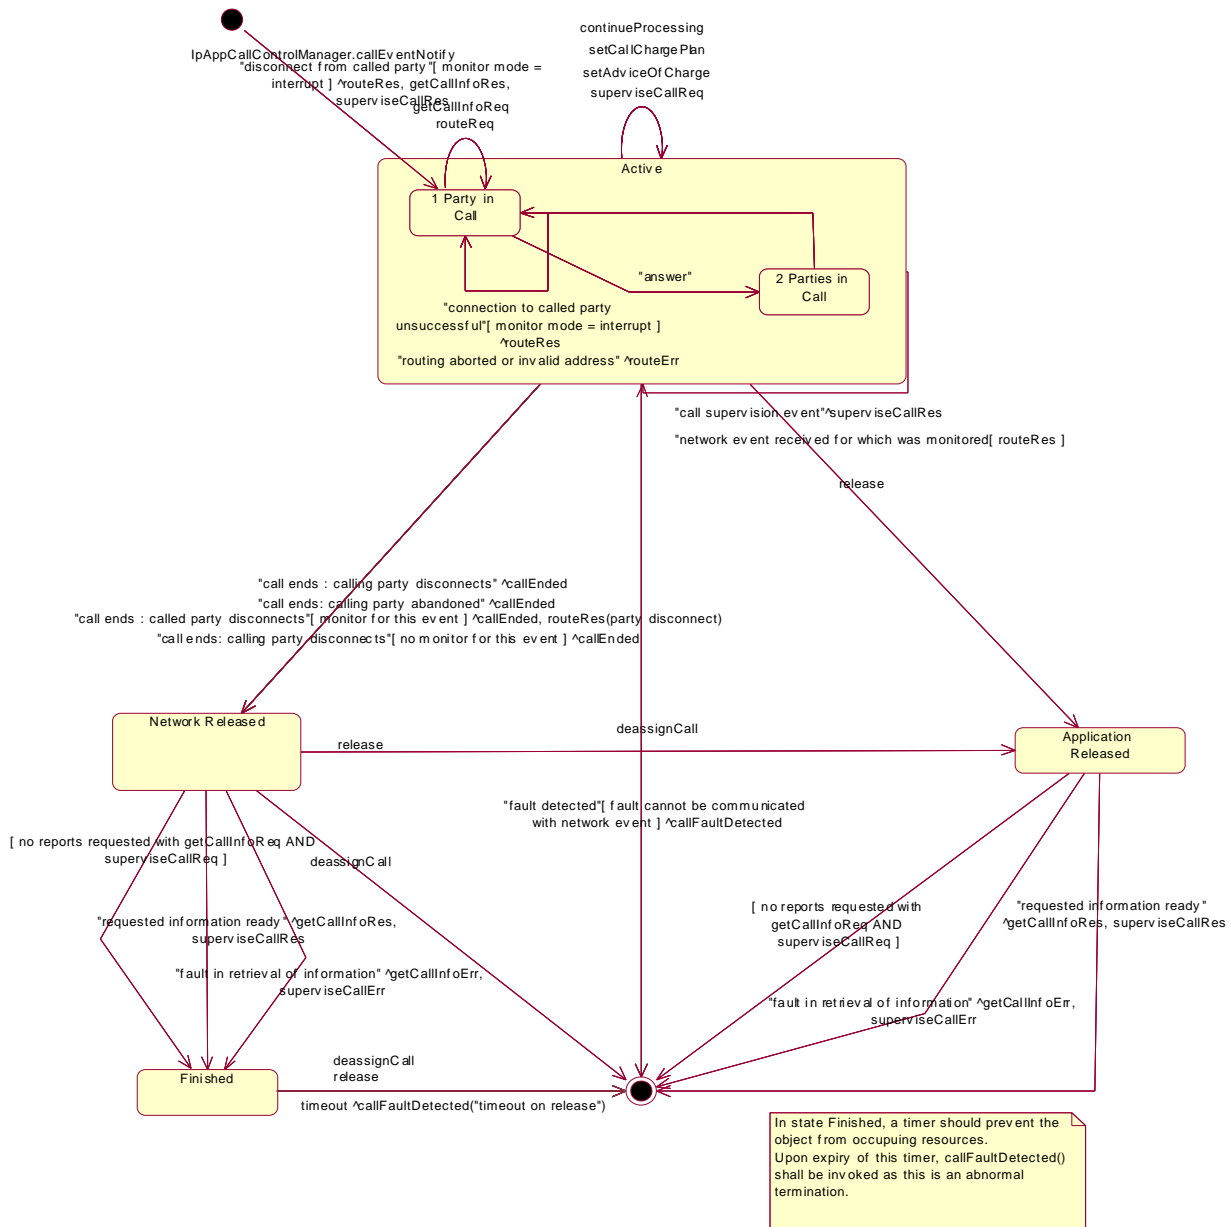 continueProcessing
setCallChargePlan
setAdviceOfCharge
superviseCallReq
IpAppCallControlManager.callEventNotify
"disconnect from called party"[ monitor mode =
interrupt ] ^routeRes, getCallInfoRes,
superviseCallRes
getCallInfoReq
routeReq
Active
1 Party in
Call
"answer"
2 Parties in
Call
"connection to called party
unsuccessful"[ monitor mode = interrupt ]
^routeRes
"routing aborted or invalid address" ^routeErr
"call supervision event"^superviseCallRes
"network event received for which was monitored[ routeRes ]
release
"call ends : calling party disconnects" ^callEnded
"call ends: calling party abandoned" ^callEnded
"call ends : called party disconnects"[ monitor for this event ] ^callEnded, routeRes(party disconnect)
"call ends: calling party disconnects"[ no monitor for this event ] ^callEnded
Network Released
release
deassignCall
Application
Released
"fault detected"[ fault cannot be communicated
with network event ] ^callFaultDetected
[ no reports requested with getCallInfoReq AND
superviseCallReq ]
deassignCall
"requested information ready" ^getCallInfoRes,
superviseCallRes
"fault in retrieval of information" ^getCallInfoErr,
superviseCallErr
[ no reports requested with
getCallInfoReq AND
superviseCallReq ]
"requested information ready"
^getCallInfoRes, superviseCallRes
"fault in retrieval of information" ^getCallInfoErr,
superviseCallErr
Finished
deassignCall
release
timeout ^callFaultDetected("timeout on release")
In state Finished, a timer should prevent the
object from occupuing resources.
Upon expiry of this timer, callFaultDetected()
shall be invoked as this is an abnormal
termination.